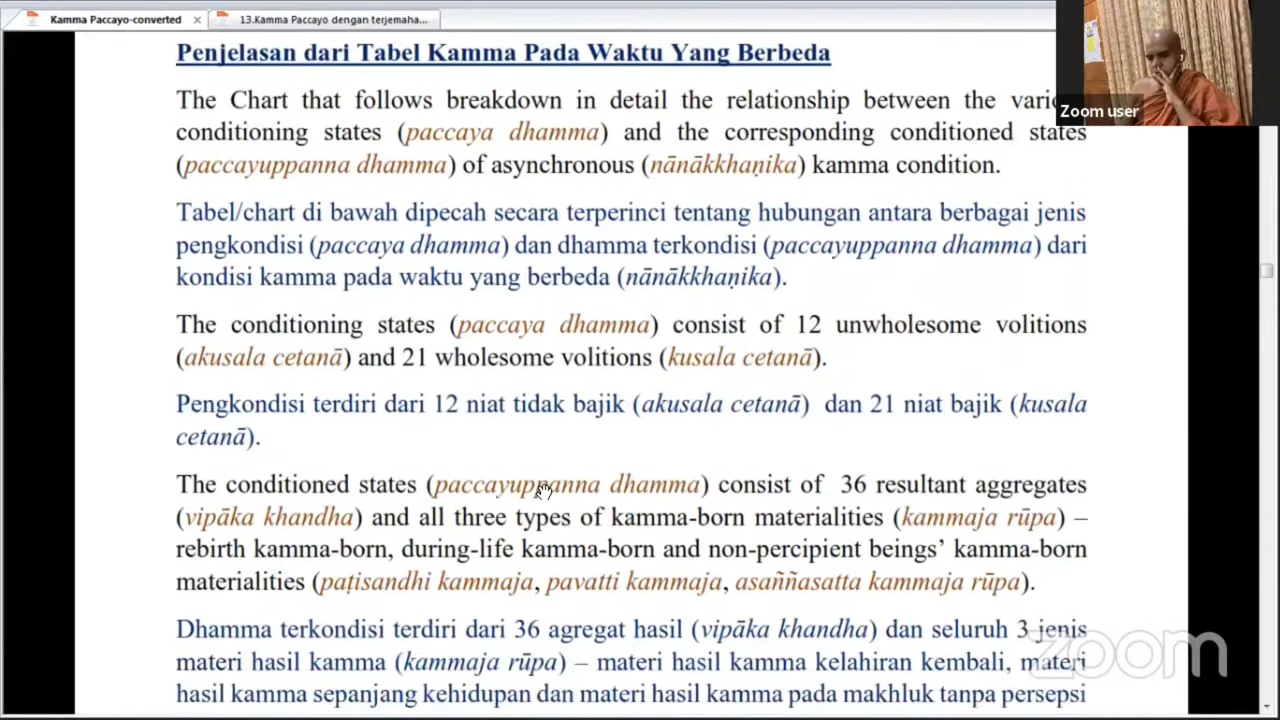 Kamma Paccayo-converted
13.Kamma Paccayo dengan terjemaha...
Penjelasan dari Tabel Kamma Pada Waktu Yang Berbeda
Zoom user
The Chart that follows breakdown in detail the relationship between the vari
conditioning states (paccaya dhamma) and the corresponding conditioned states
(paccayuppanna dhamma) of asynchronous (nānākkhaṇika) kamma condition.
Tabel/chart di bawah dipecah secara terperinci tentang hubungan antara berbagai jenis
pengkondisi (paccaya dhamma) dan dhamma terkondisi (paccayuppanna dhamma) dari
kondisi kamma pada waktu yang berbeda (nānākkhaṇika).
The conditioning states (paccaya dhamma) consist of 12 unwholesome volitions
(akusala cetanā) and 21 wholesome volitions (kusala cetanā).
Pengkondisi terdiri dari 12 niat tidak bajik (akusala cetanā) dan 21 niat bajik (kusala
cetanā).
The conditioned states (paccayuppanna dhamma) consist of 36 resultant aggregates
(vipāka khandha) and all three types of kamma-born materialities (kammaja rūpa) –
rebirth kamma-born, during-life kamma-born and non-percipient beings’ kamma-born
materialities (paṭisandhi kammaja, pavatti kammaja, asaññasatta kammaja rūpa).
Dhamma terkondisi terdiri dari 36 agregat hasil (vipāka khandha) dan seluruh 3 jenis
materi hasil kamma (kammaja rūpa) – materi hasil kamma kelahiran kembali, materi
hasil kamma sepanjang kehidupan dan materi hasil kamma pada makhluk tanpa persepsi
zoom